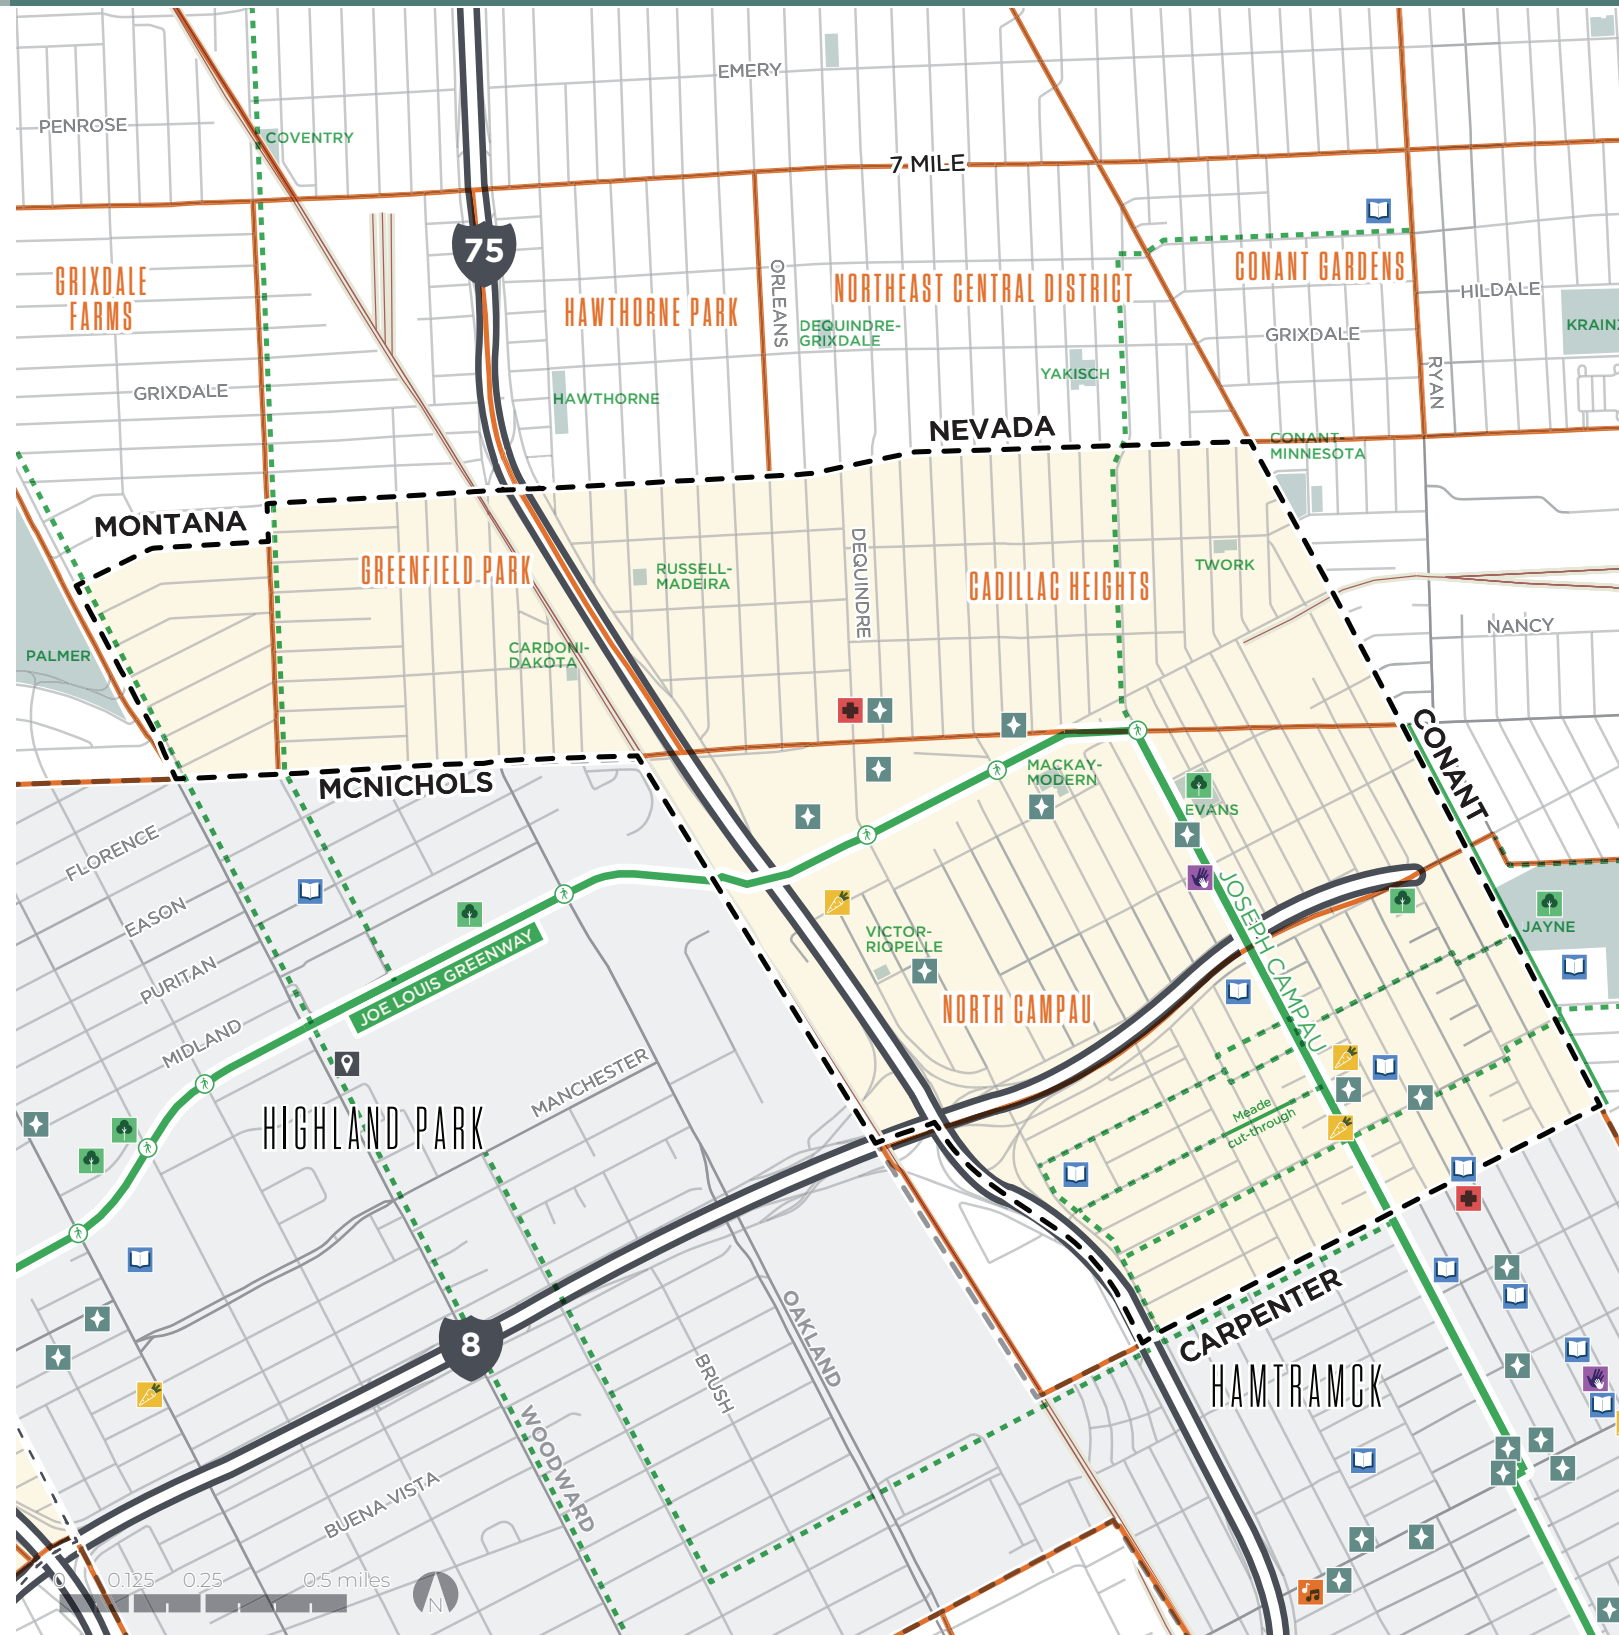 EMERY
PENROSE
COVENTRY
7 MILE
75
GRIXDALE
FARMS
HAWTHORNE PARK
ORLEANS
NORTHEAST CENTRAL DISTRICT
CONANT GARDENS
DEQUINDRE-
GRIXDALE
HILDALE
GRIXDALE
KRAINZ
YAKISCH
RYAN
GRIXDALE
HAWTHORNE
NEVADA
CONANT-
MINNESOTA
MONTANA
GREENFIELD PARK
RUSSELL-
MADEIRA
DEQUINDRE
CADILLAC HEIGHTS
TWORK
NANCY
PALMER
CARDONI-
DAKOTA
CONANT
MCNICHOLS
MACKAY-
MODERN
EVANS
FLORENCE
EASON
PURITAN
MIDLAND
JOE LOUIS GREENWAY
VICTOR-
RIOPELLE
JOSEPH CAMPAU
JAYNE
NORTH CAMPAU
MANCHESTER
HIGHLAND PARK
Meade
cut-through
CARPENTER
8
OAKLAND
BRUSH
HAMTRAMCK
WOODWARD
BUENA VISTA
0 0.125 0.25 0.5 miles
N